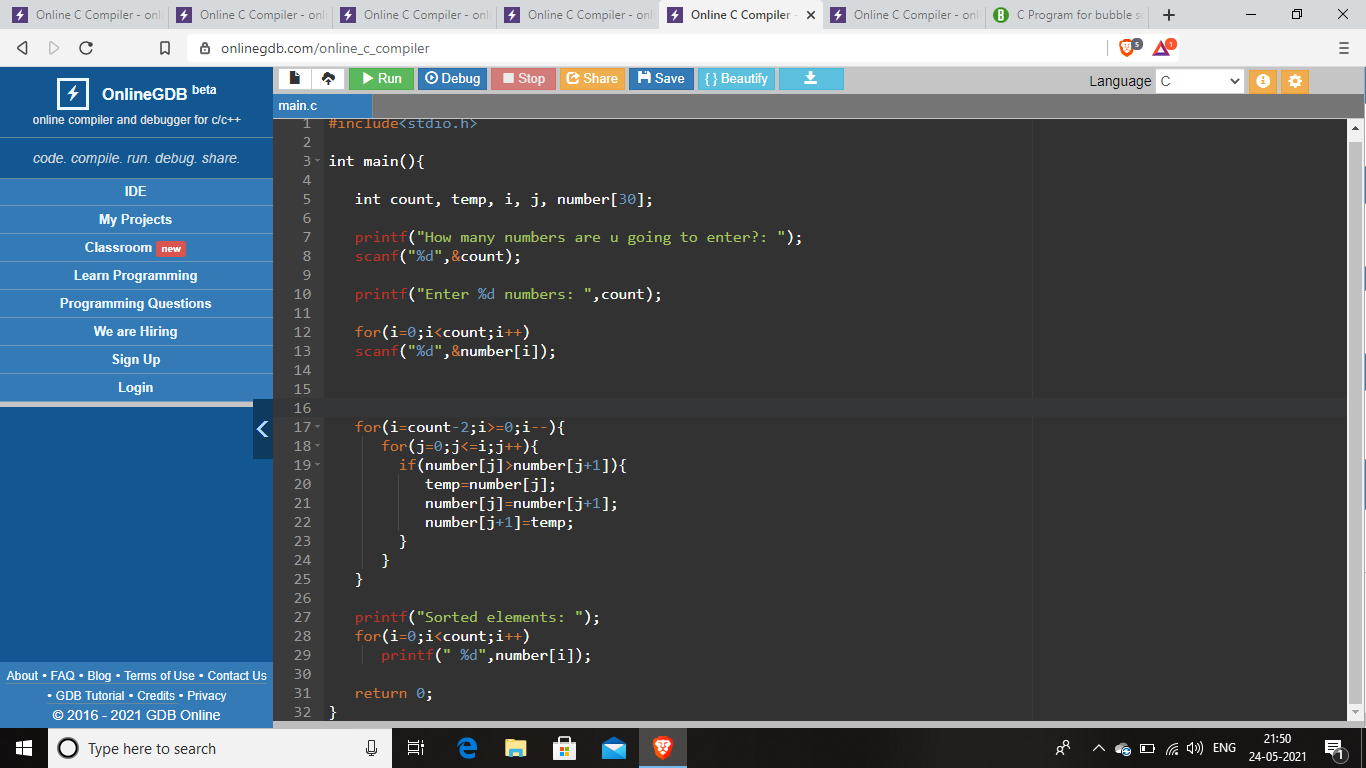 Online C Compiler - onl
Online C Compiler - onl
Online C Compiler - onl
Online C Compiler - onl
Online C Compiler -
Online C Compiler - onl
C Program for bubble s
onlinegdb.com/online_c_compiler
5
1
OnlineGDB beta
online compiler and debugger for c/c++
code. compile. run. debug. share.
IDE
My Projects
Classroom new
Learn Programming
Programming Questions
We are Hiring
Sign Up
Login
About • FAQ • Blog • Terms of Use • Contact Us
• GDB Tutorial • Credits • Privacy
© 2016 - 2021 GDB Online
Run Debug Stop Share Save { } Beautify
Language C
main.c
1 #include<stdio.h>
2
3 int main(){
4
5 int count, temp, i, j, number[30];
6
7 printf("How many numbers are u going to enter?: ");
8 scanf("%d",&count);
9
10 printf("Enter %d numbers: ",count);
11
12 for(i=0;i<count;i++)
13 scanf("%d",&number[i]);
14
15
16
17 for(i=count-2;i>=0;i--){
18 for(j=0;j<=i;j++){
19 if(number[j]>number[j+1]){
20 temp=number[j];
21 number[j]=number[j+1];
22 number[j+1]=temp;
23 }
24 }
25 }
26
27 printf("Sorted elements: ");
28 for(i=0;i<count;i++)
29 printf(" %d",number[i]);
30
31 return 0;
32 }
Type here to search
ENG
21:50
24-05-2021
1